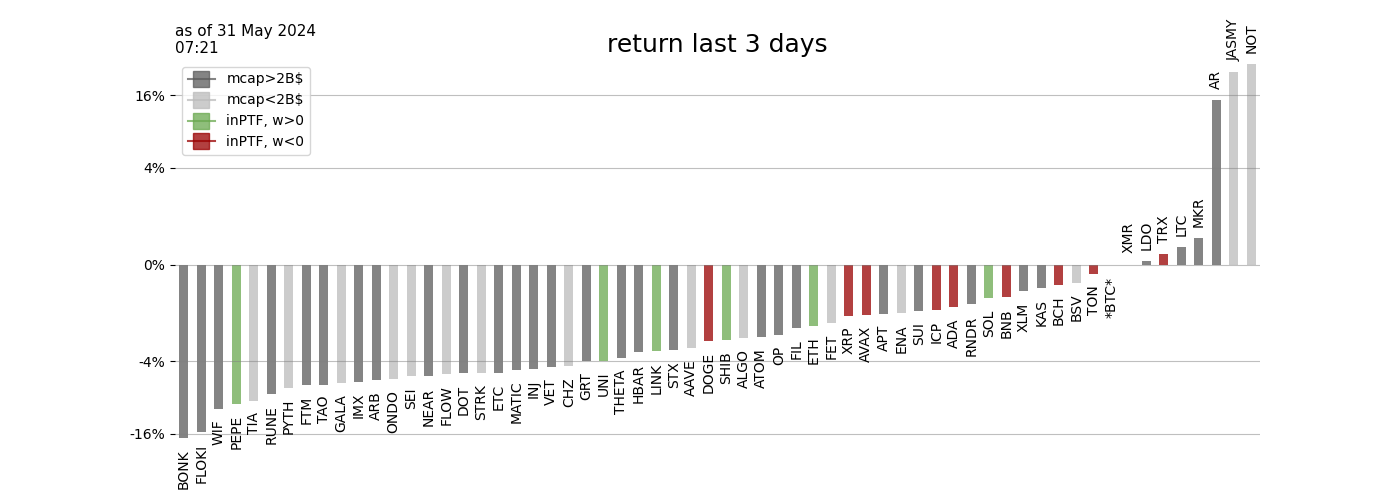 as of 31 May 2024
07:21
return last 3 days
mcap>2B$
mcap<2B$
inPTF, w>0
inPTF, w<0
16%
4%
0%
-4%
-16%
BONK
FLOKI
WIF
PEPE
TIA
RUNE
PYTH
FTM
TAO
GALA
IMX
ARB
ONDO
SEI
NEAR
FLOW
DOT
STRK
ETC
MATIC
INJ
VET
CHZ
GRT
UNI
THETA
HBAR
LINK
STX
AAVE
DOGE
SHIB
ALGO
ATOM
OP
FIL
ETH
FET
XRP
AVAX
APT
ENA
SUI
ICP
ADA
RNDR
SOL
BNB
XLM
KAS
BCH
BSV
TON
*BTC*
XMR
LDO
TRX
LTC
MKR
AR
JASMY
NOT